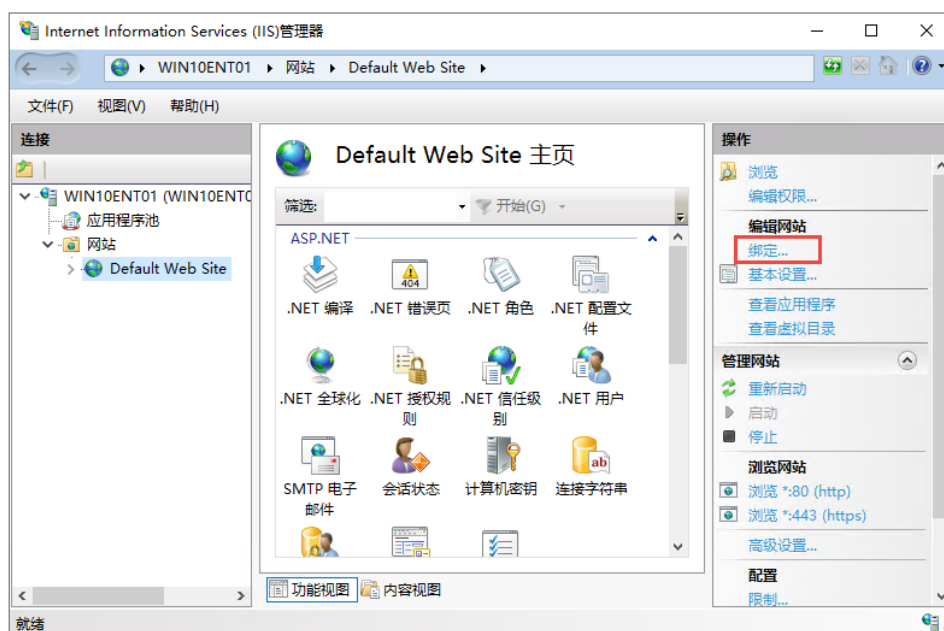 Internet Information Services (IIS)管理器
WIN10ENT01 网站 Default Web Site
文件(F) 视图(V) 帮助(H)
连接
WIN10ENT01 (WIN10ENTC
应用程序池
网站
Default Web Site
Default Web Site 主页
筛选: 开始(G)
ASP.NET
.NET 编译
404
.NET 错误页
.NET 角色
.NET 配置文
件
.NET 全球化
.NET 授权规
则
.NET 信任级
别
.NET 用户
SMTP 电子
邮件
会话状态
计算机密钥
ab
连接字符串
功能视图 内容视图
操作
浏览
编辑权限...
编辑网站
绑定...
基本设置...
查看应用程序
查看虚拟目录
管理网站
重新启动
启动
停止
浏览网站
浏览 *:80 (http)
浏览 *:443 (https)
高级设置...
配置
限制...
就绪